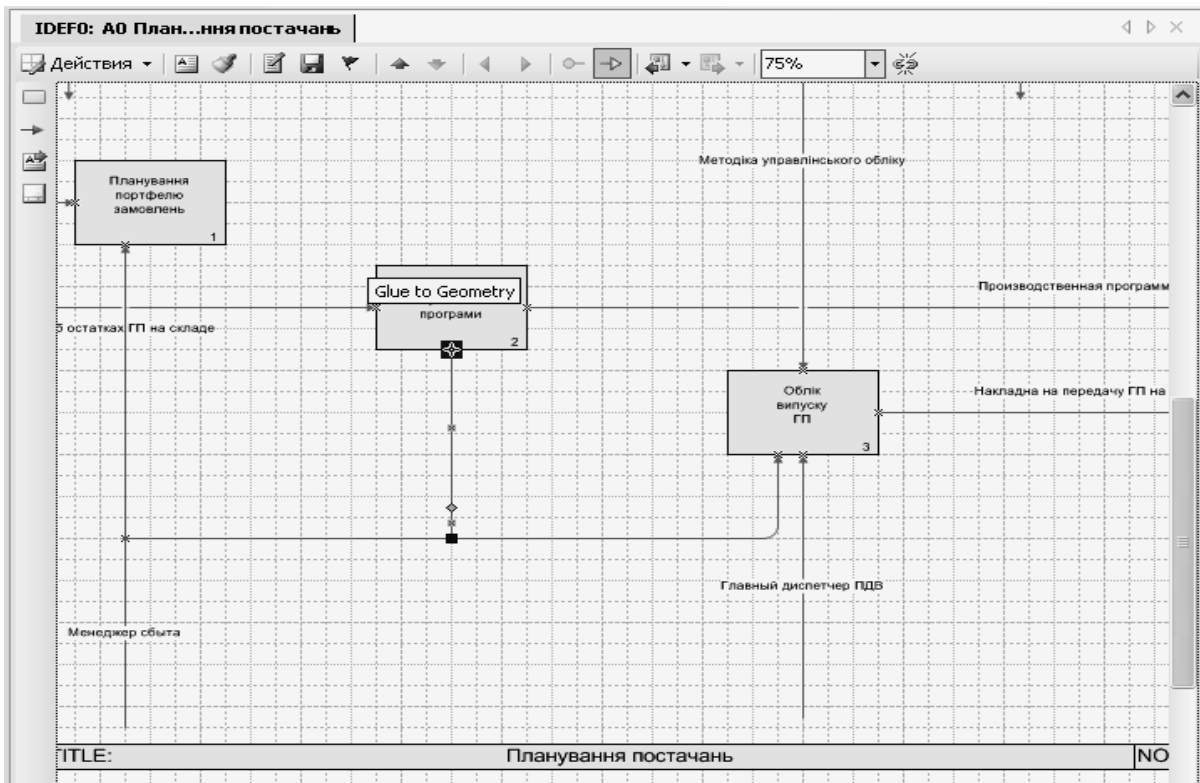 IDEF0: A0 План...ння постачань
Действия
75%
Методіка управлінського обліку
Планування
портфелю
замовлень
1
Glue to Geometry
програми
2
Производственная программ
остатках ГП на складе
Облік
випуску
ГП
3
Накладна на передачу ГП на
Главный диспетчер ПДВ
Менеджер сбыта
TITLE:
Планування постачань
NO